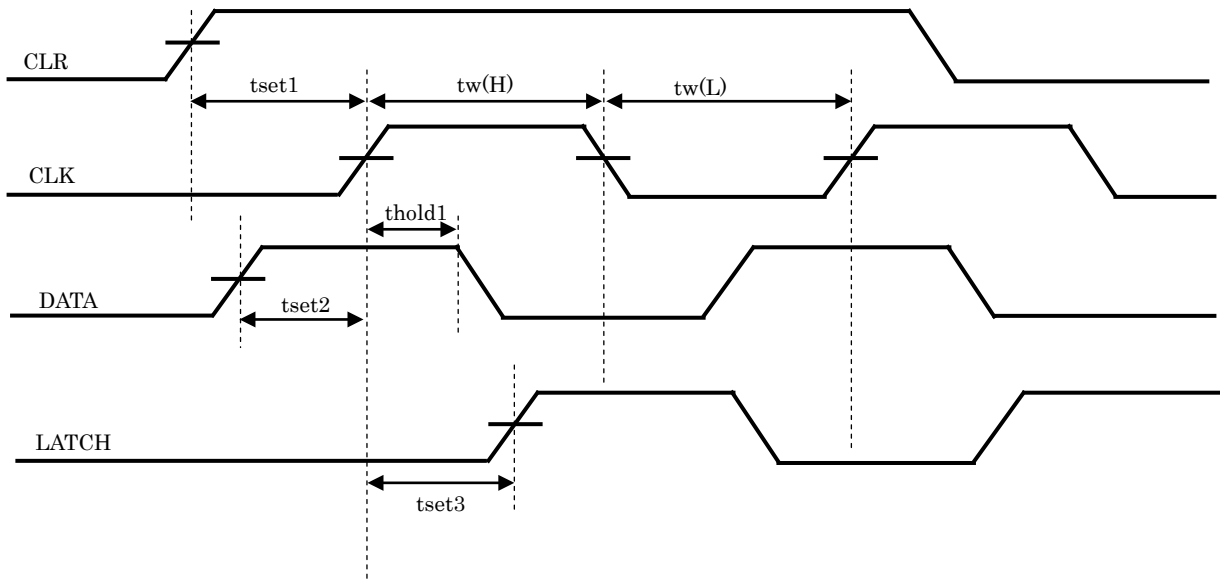 CLR
tset1
tw(H)
tw(L)
CLK
thold1
DATA
tset2
LATCH
tset3